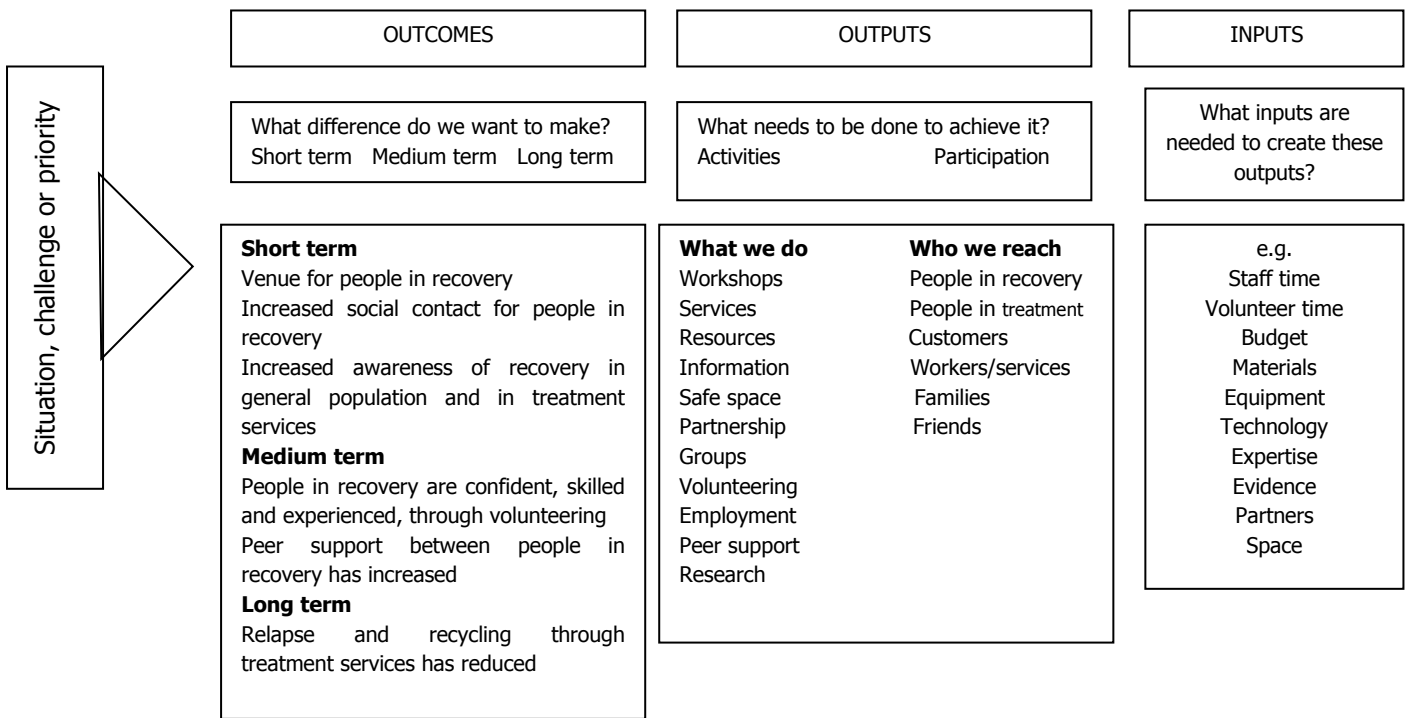 Situation, challenge or priority
OUTCOMES
What difference do we want to make?
Short term Medium term Long term
Short term
Venue for people in recovery
Increased social contact for people in
recovery
Increased awareness of recovery in
general population and in treatment
services
Medium term
People in recovery are confident, skilled
and experienced, through volunteering
Peer support between people in
recovery has increased
Long term
Relapse and recycling through
treatment services has reduced
OUTPUTS
What needs to be done to achieve it?
Activities Participation
What we do Who we reach
Workshops People in recovery
Services People in treatment
Resources Customers
Information Workers/services
Safe space Families
Partnership Friends
Groups
Volunteering
Employment
Peer support
Research
INPUTS
What inputs are
needed to create these
outputs?
e.g.
Staff time
Volunteer time
Budget
Materials
Equipment
Technology
Expertise
Evidence
Partners
Space